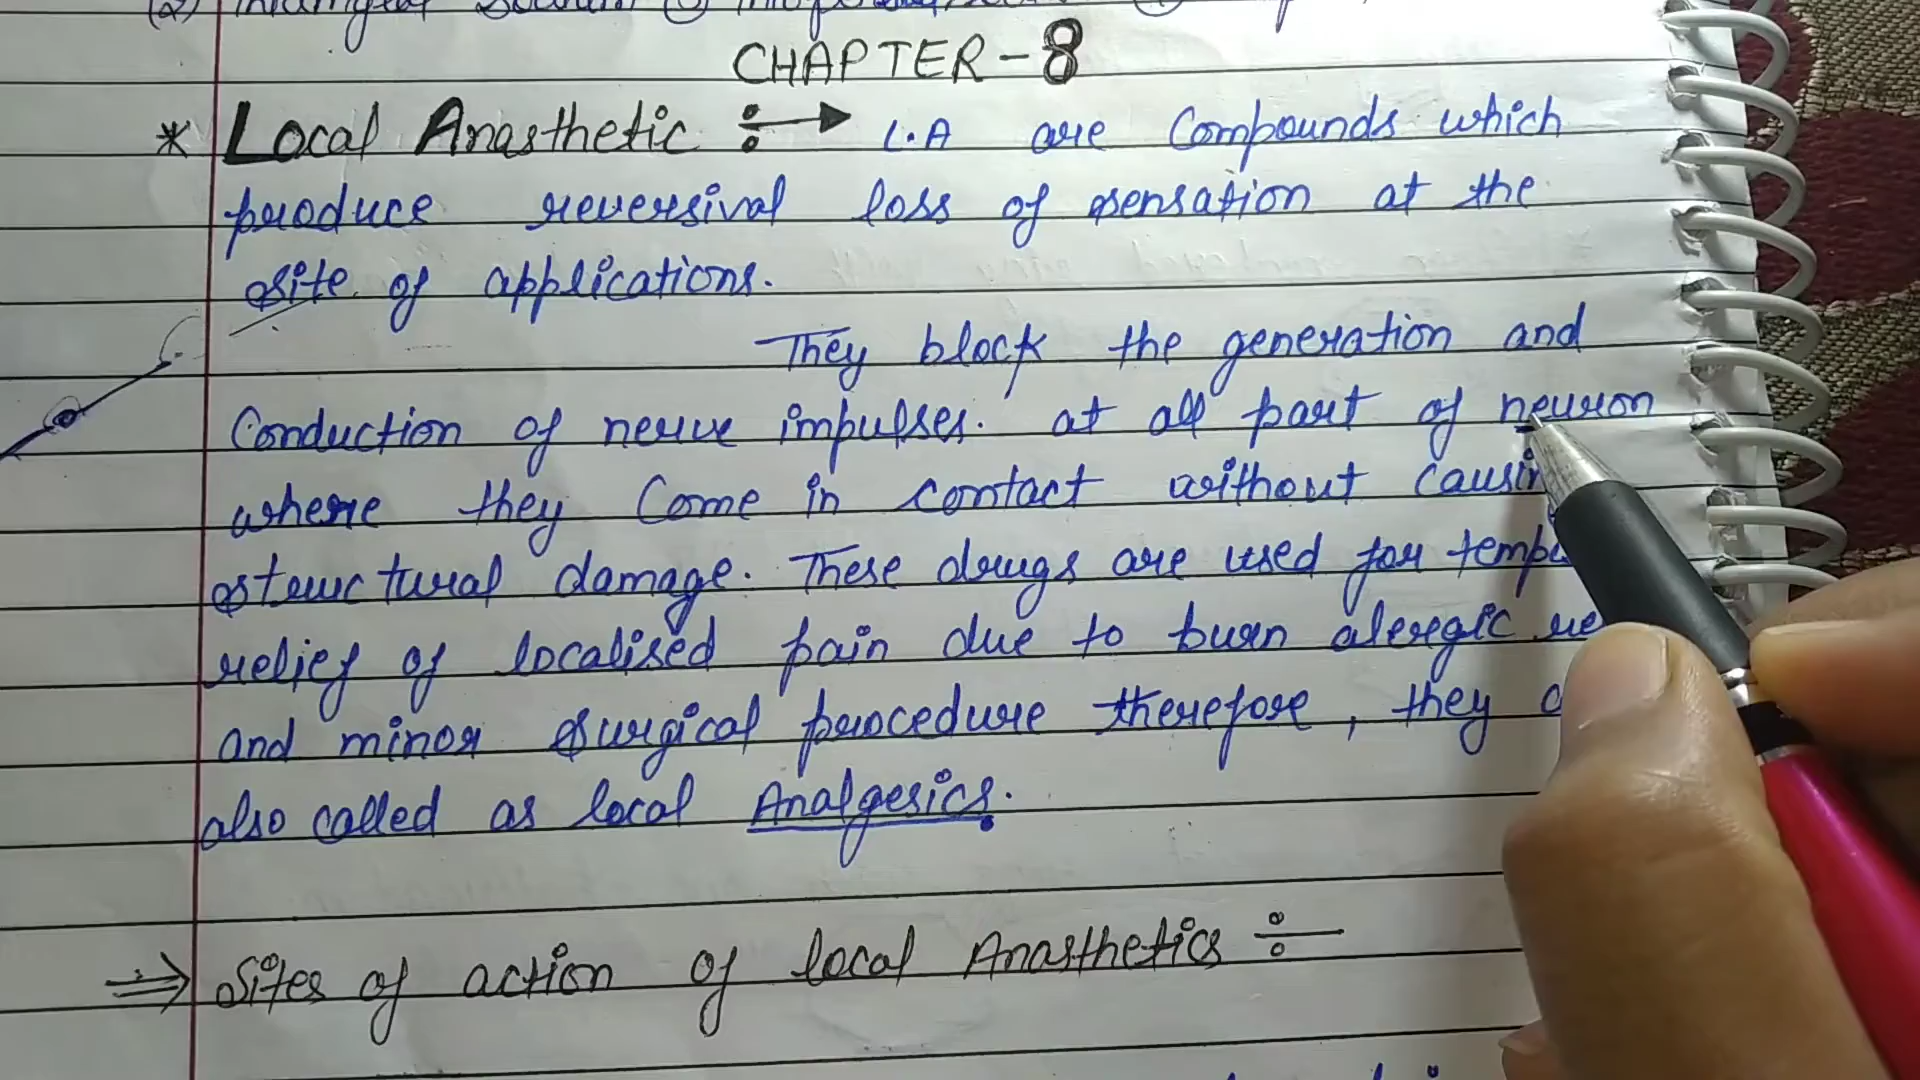 CHAPTER-8
* Local Anasthetic ÷→ L.A are Compounds which
produce reversival loss of sensation at the
site of applications.
They block the generation and
Conduction of nerve impulses. at all part of neuron
where they Come in contact without
structural damage. These drugs are used for
relief of localised pain due to burn alergic
and minor surgical procedure therefore, they
also called as local Analgesics.
⇒ Sites of action of local Anasthetics ÷